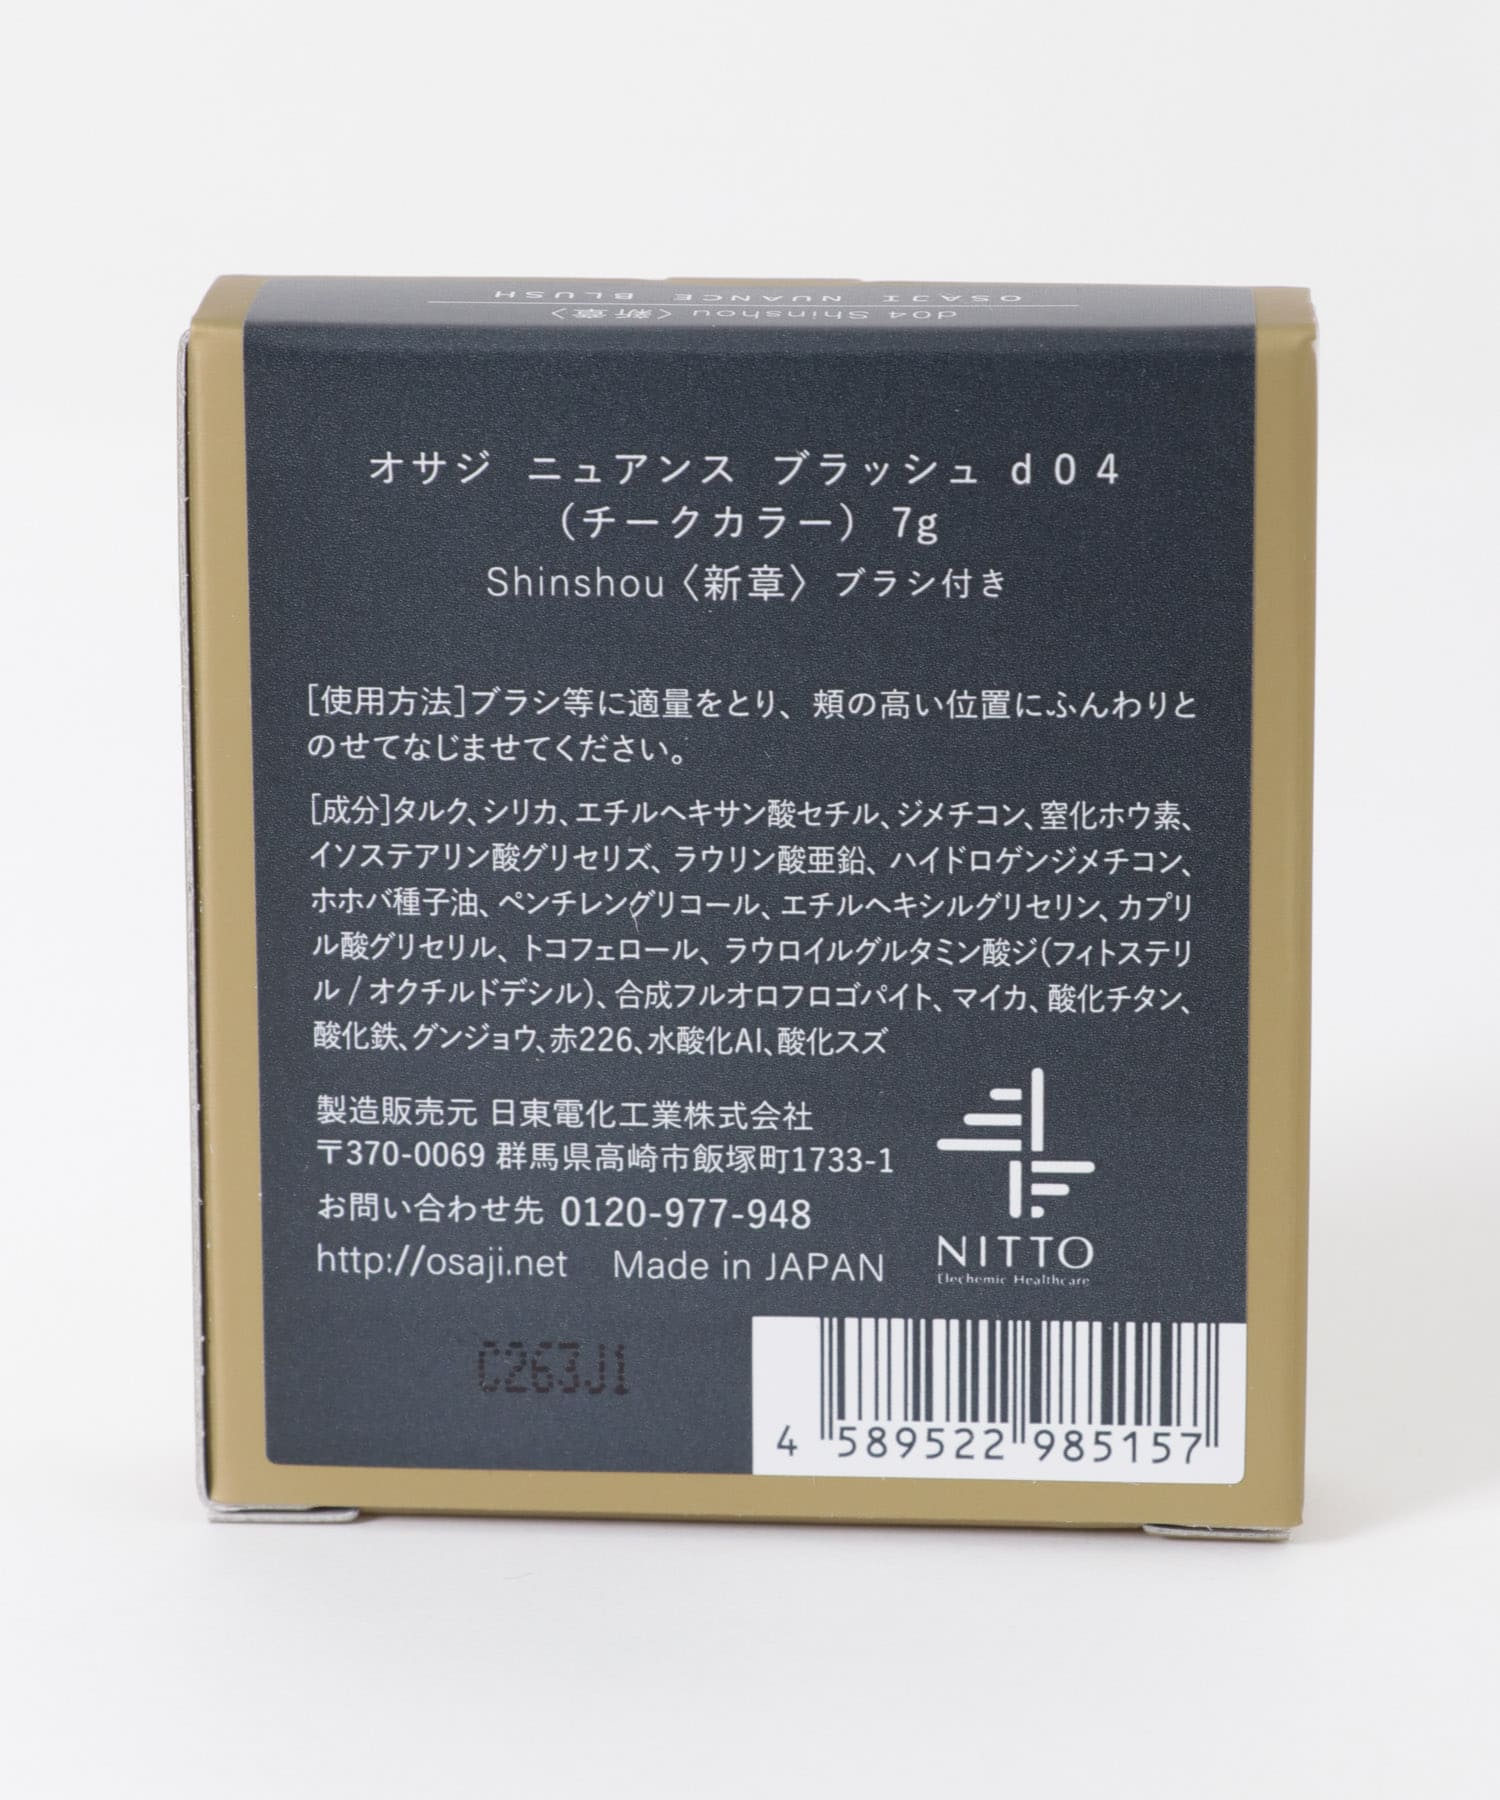 OSAJI NUANCE BLUSH
d04 Shinshou〈新章〉
オサジ ニュアンス ブラッシュ d04
（チークカラー） 7g
Shinshou〈新章〉ブラシ付き
[使用方法]ブラシ等に適量をとり、頬の高い位置にふんわりと
のせてなじませてください。
[成分]タルク、シリカ、エチルヘキサン酸セチル、ジメチコン、窒化ホウ素、
イソステアリン酸グリセリズ、ラウリン酸亜鉛、ハイドロゲンジメチコン、
ホホバ種子油、ペンチレングリコール、エチルヘキシルグリセリン、カプリ
ル酸グリセリル、トコフェロール、ラウロイルグルタミン酸ジ(フィトステリ
ル / オクチルドデシル)、合成フルオロフロゴパイト、マイカ、酸化チタン、
酸化鉄、グンジョウ、赤226、水酸化Al、酸化スズ
製造販売元 日東電化工業株式会社
〒370-0069 群馬県高崎市飯塚町1733-1
お問い合わせ先 0120-977-948
http://osaji.net Made in JAPAN
NITTO
Elechemic Healthcare
C263J1
4 589522 985157